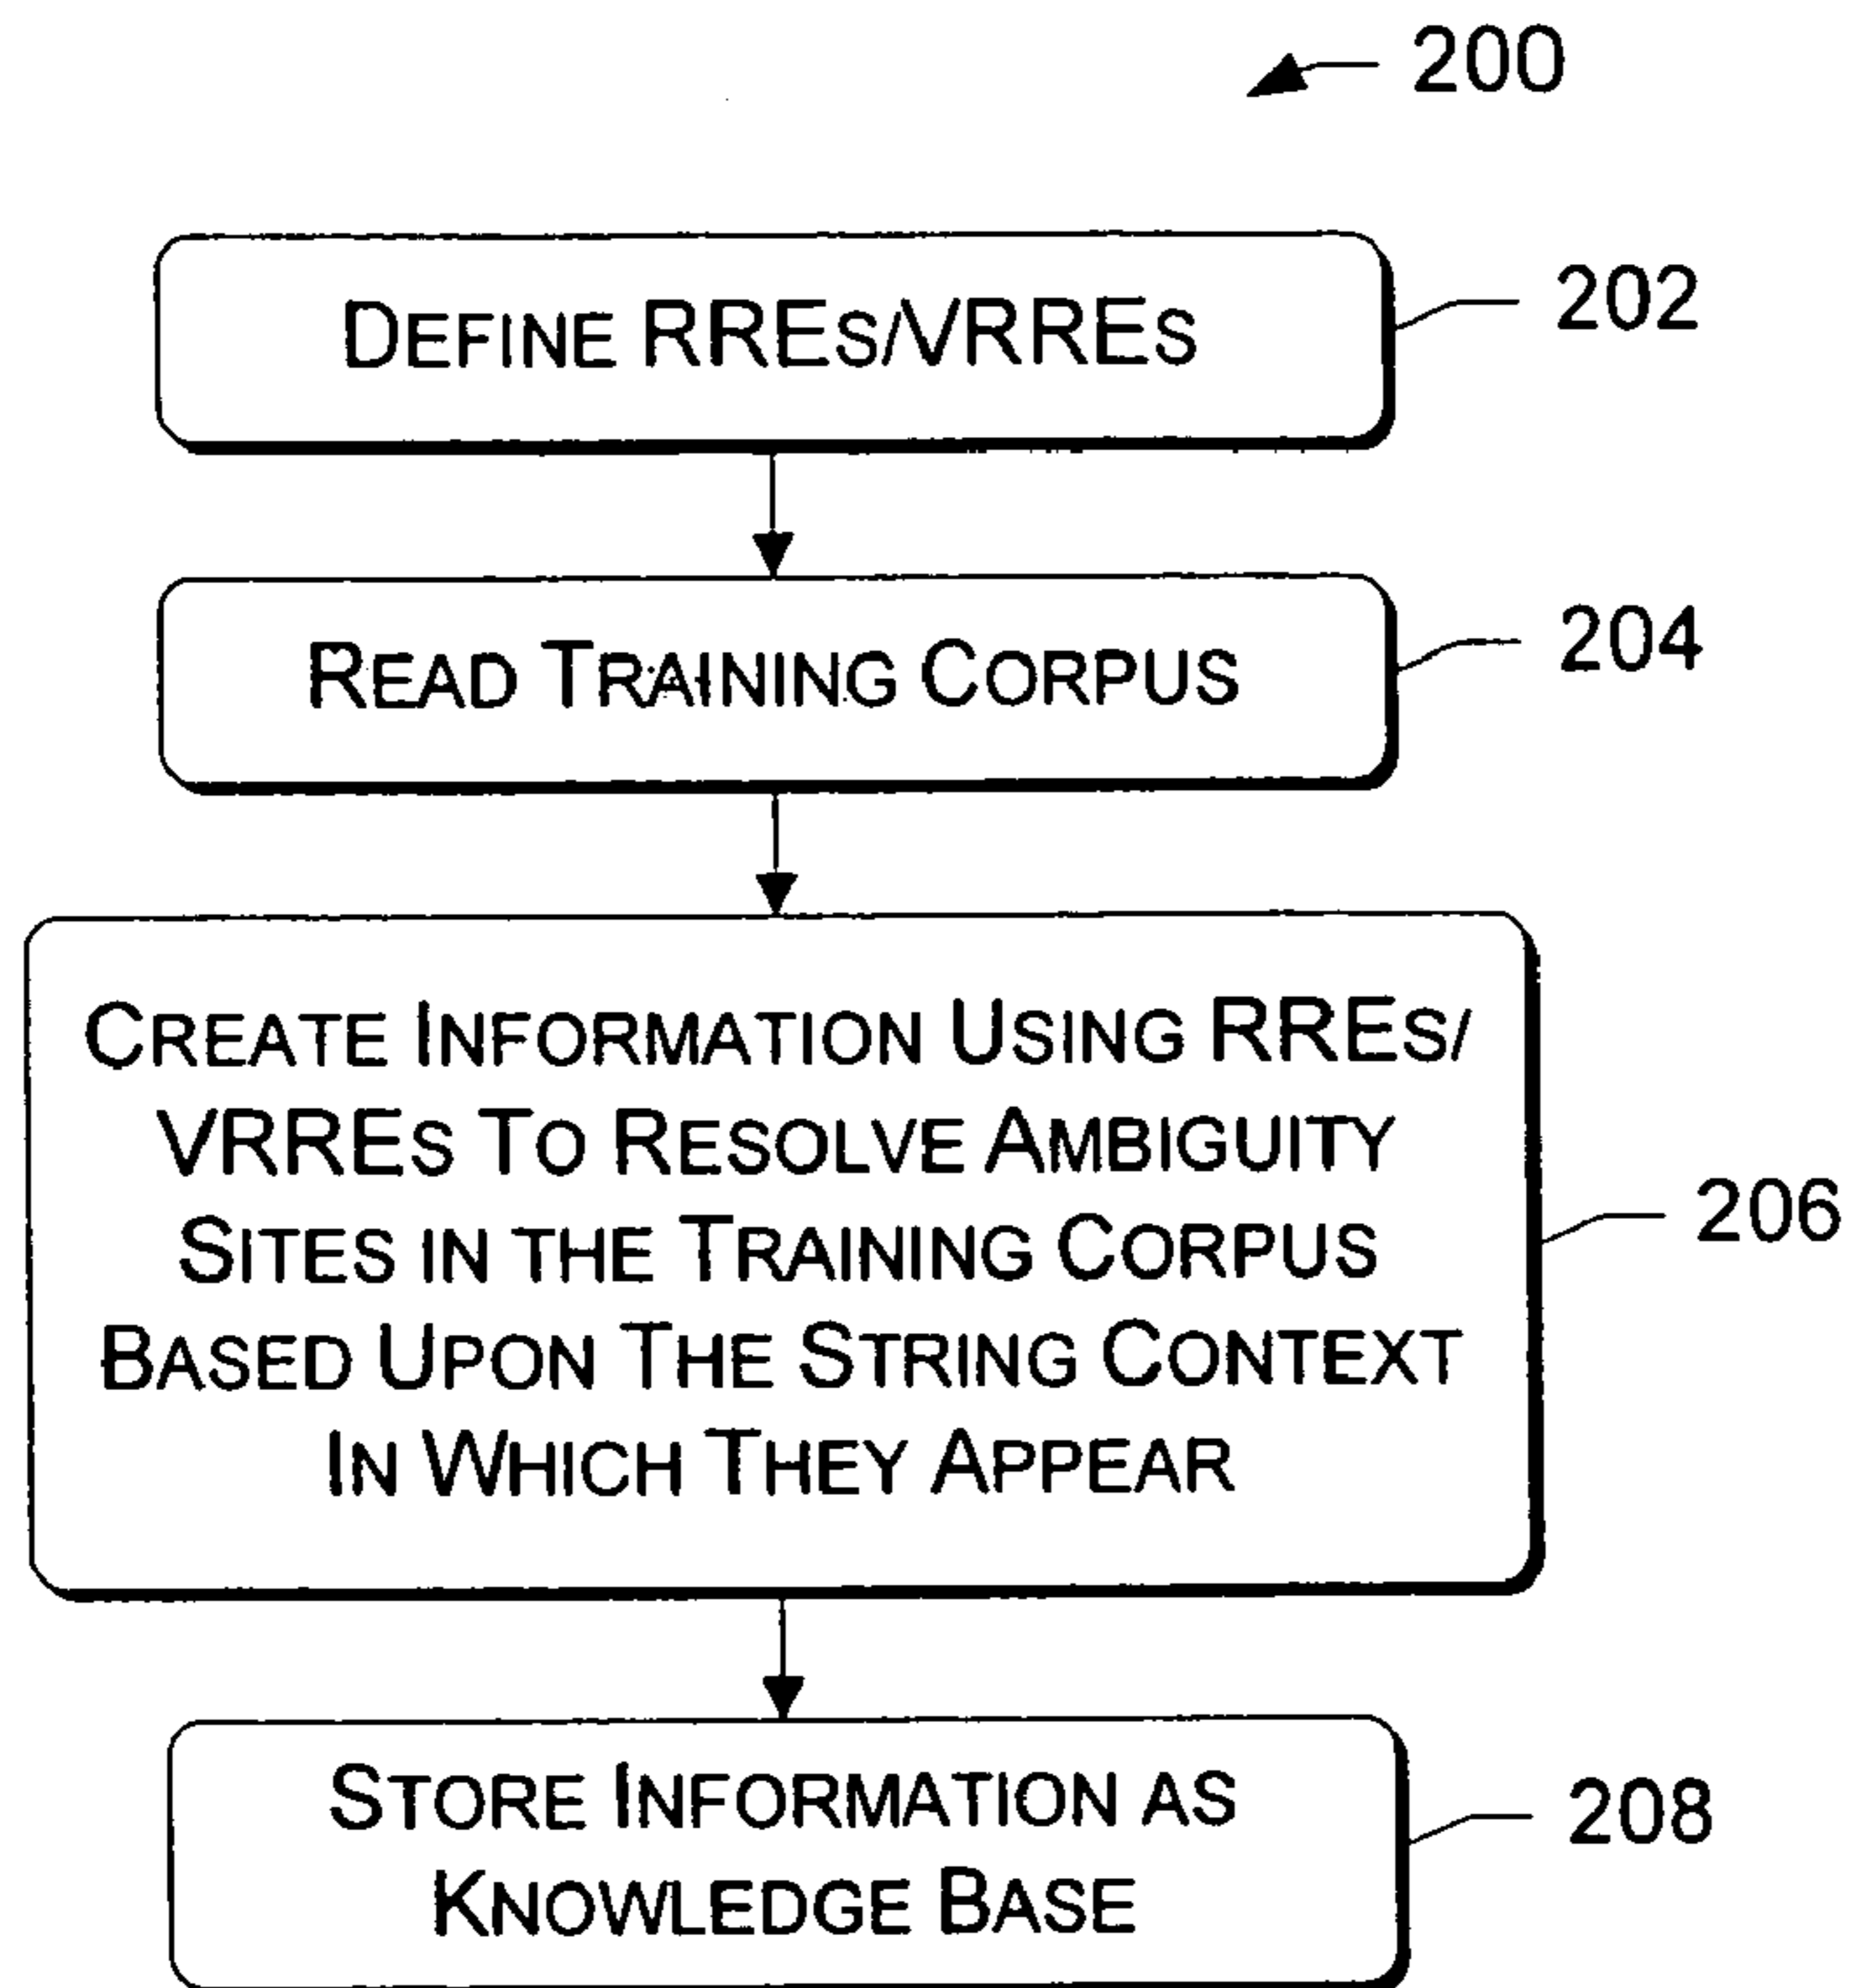 200
DEFINE RRES/VRRES
202
READ TRAINING CORPUS
204
CREATE INFORMATION USING RRES/
VRRES TO RESOLVE AMBIGUITY
SITES IN THE TRAINING CORPUS
BASED UPON THE STRING CONTEXT
IN WHICH THEY APPEAR
206
STORE INFORMATION AS
KNOWLEDGE BASE
208